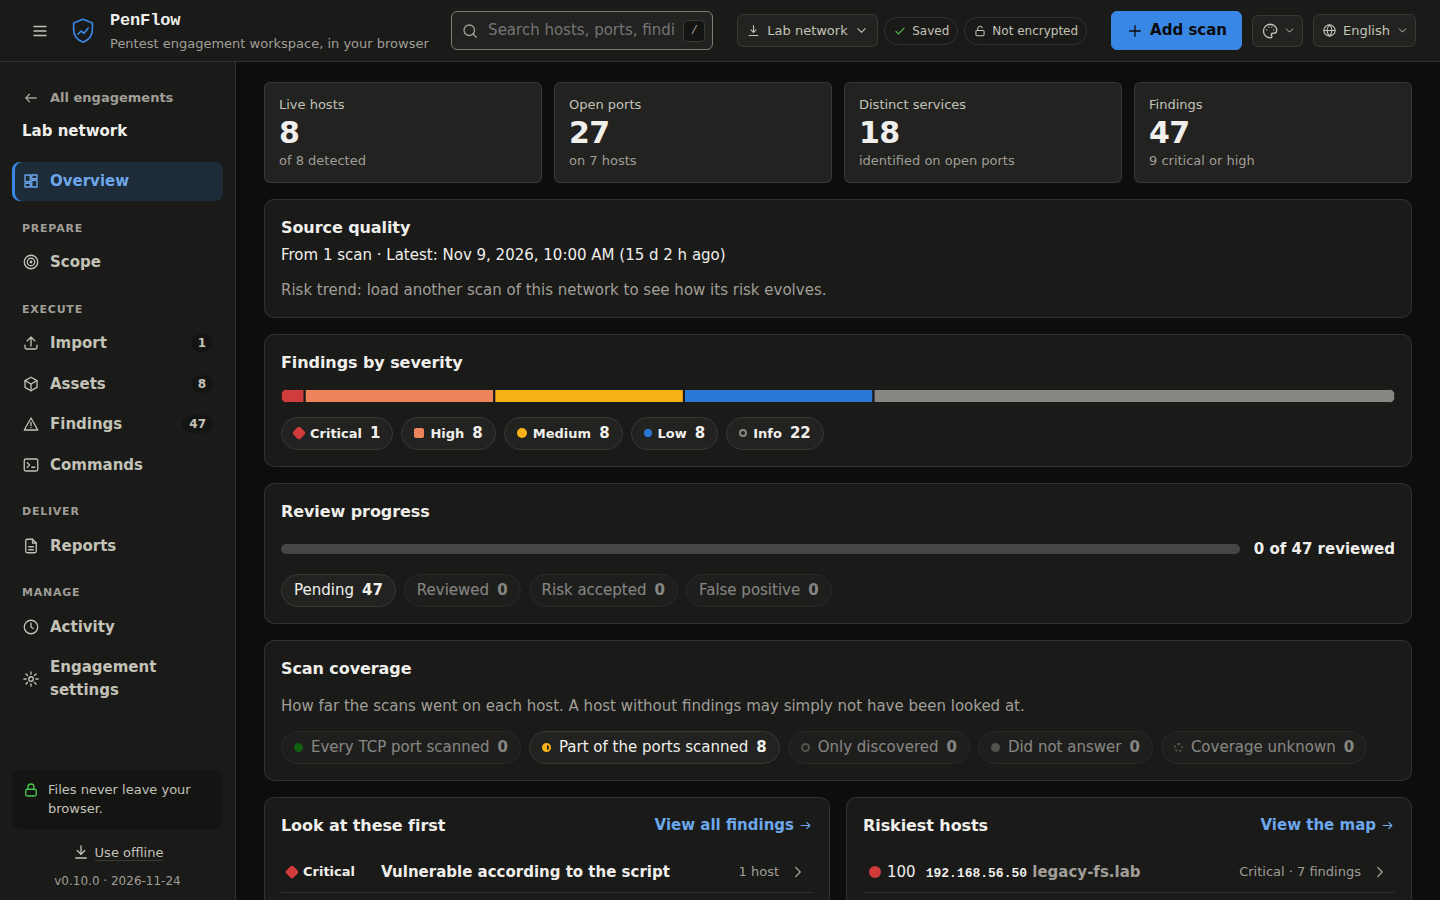 PenFlow
Pentest engagement workspace, in your browser
Search hosts, ports, findi
/
Lab network
Saved
Not encrypted
Add scan
English
All engagements
Lab network
Overview
PREPARE
Scope
EXECUTE
Import 1
Assets 8
Findings 47
Commands
DELIVER
Reports
MANAGE
Activity
Engagement
settings
Files never leave your
browser.
Use offline
v0.10.0 · 2026-11-24
Live hosts
8
of 8 detected
Open ports
27
on 7 hosts
Distinct services
18
identified on open ports
Findings
47
9 critical or high
Source quality
From 1 scan · Latest: Nov 9, 2026, 10:00 AM (15 d 2 h ago)
Risk trend: load another scan of this network to see how its risk evolves.
Findings by severity
Critical 1 High 8 Medium 8 Low 8 Info 22
Review progress
0 of 47 reviewed
Pending 47 Reviewed 0 Risk accepted 0 False positive 0
Scan coverage
How far the scans went on each host. A host without findings may simply not have been looked at.
Every TCP port scanned 0 Part of the ports scanned 8 Only discovered 0 Did not answer 0 Coverage unknown 0
Look at these first
View all findings →
Critical Vulnerable according to the script 1 host
Riskiest hosts
View the map →
100 192.168.56.50 legacy-fs.lab Critical · 7 findings